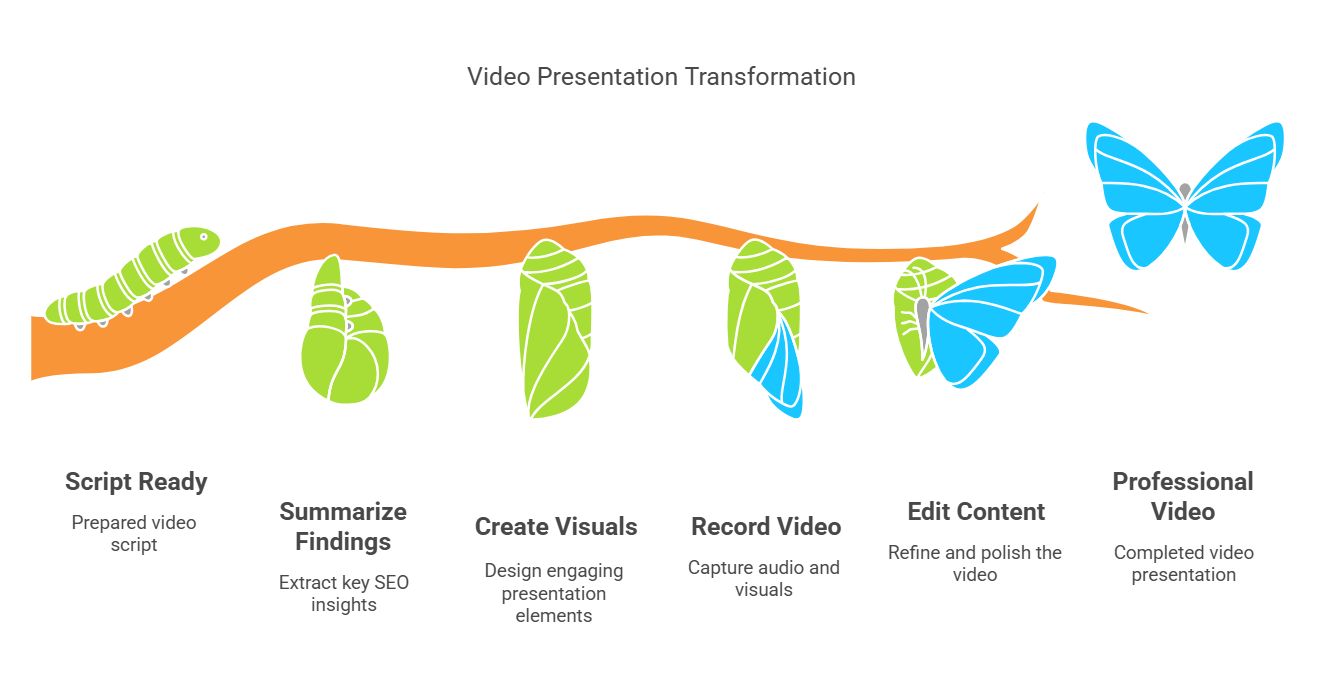 Video Presentation Transformation
Script Ready
Prepared video
script
Summarize
Findings
Extract key SEO
insights
Create Visuals
Design engaging
presentation
elements
Record Video
Capture audio and
visuals
Edit Content
Refine and polish the
video
Professional
Video
Completed video
presentation